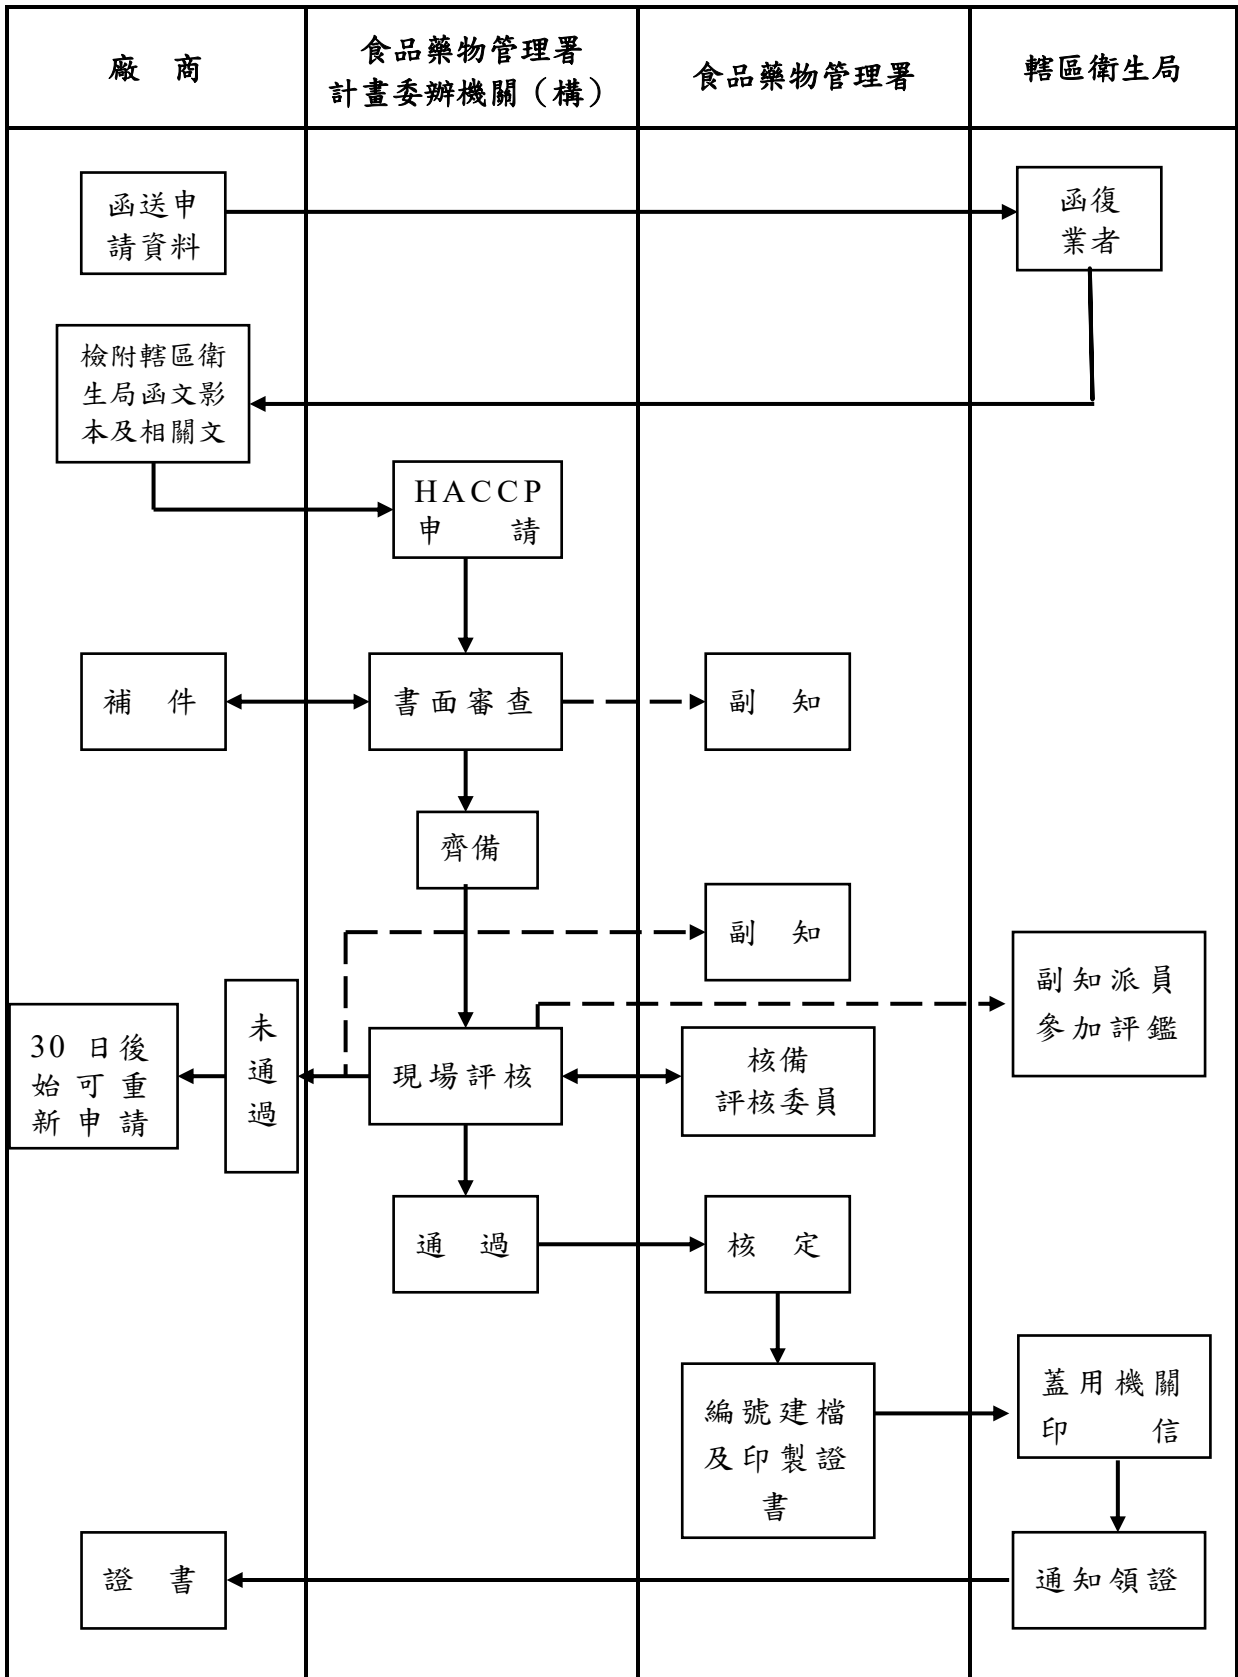 廠 商
食品藥物管理署
計畫委辦機關（構）
食品藥物管理署
轄區衛生局
函送申
請資料
函復
業者
檢附轄區衛
生局函文影
本及相關文
HACCP
申 請
補 件
書面審查
副 知
齊備
副 知
副知派員
參加評鑑
30 日後
始可重
新申請
未
通
過
現場評核
核備
評核委員
通 過
核 定
編號建檔
及印製證
書
蓋用機關
印 信
證 書
通知領證